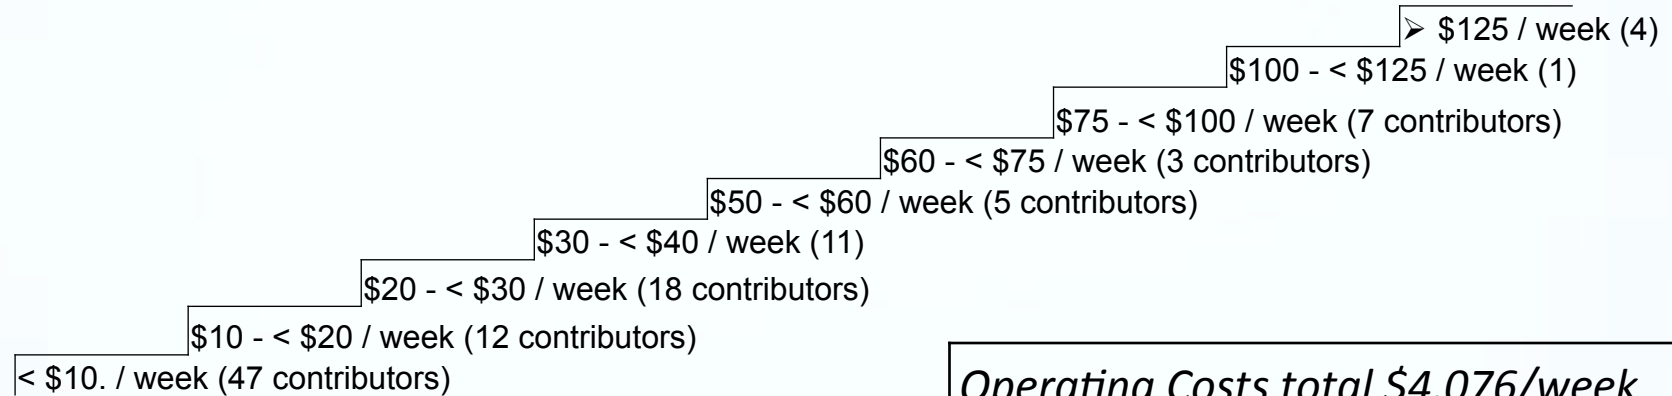 ➢ $125 / week (4)
$100 - < $125 / week (1)
$75 - < $100 / week (7 contributors)
$60 - < $75 / week (3 contributors)
$50 - < $60 / week (5 contributors)
$30 - < $40 / week (11)
$20 - < $30 / week (18 contributors)
$10 - < $20 / week (12 contributors)
< $10. / week (47 contributors)
Operating Costs total $4,076/week